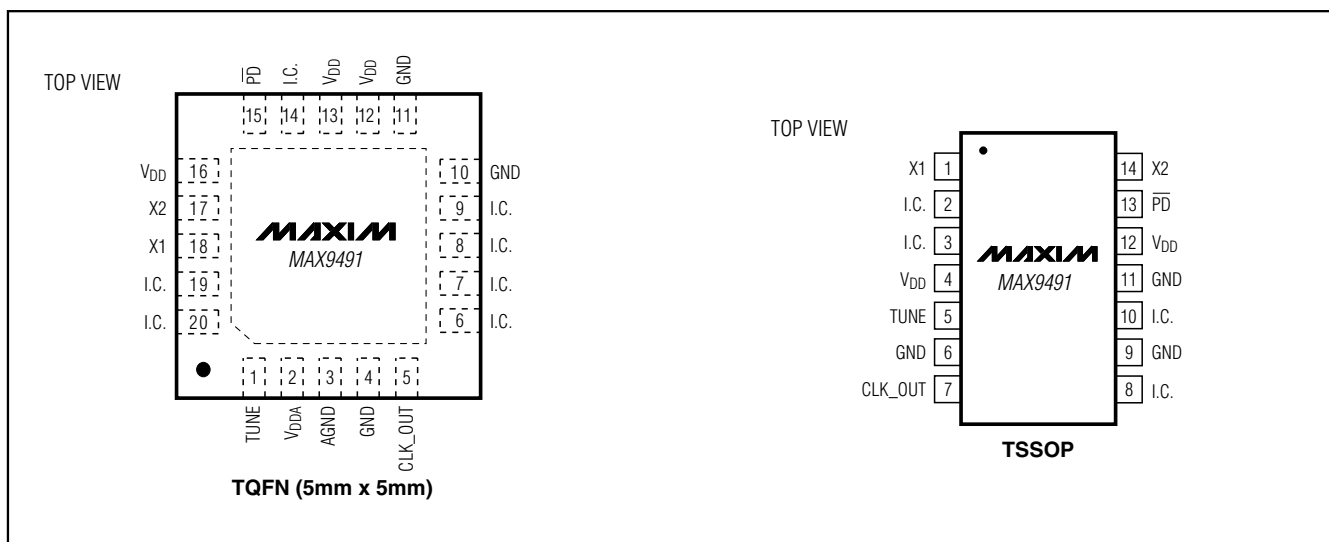 TOP VIEW
P̅D̅ I.C. VDD VDD GND
15 14 13 12 11
VDD 16
X2 17
X1 18
I.C. 19
I.C. 20
10 GND
9 I.C.
8 I.C.
7 I.C.
6 I.C.
MAXIM
MAX9491
1 2 3 4 5
TUNE VDDA AGND GND CLK_OUT
TQFN (5mm x 5mm)
TOP VIEW
X1 1
I.C. 2
I.C. 3
VDD 4
TUNE 5
GND 6
CLK_OUT 7
MAXIM
MAX9491
14 X2
13 P̅D̅
12 VDD
11 GND
10 I.C.
9 GND
8 I.C.
TSSOP